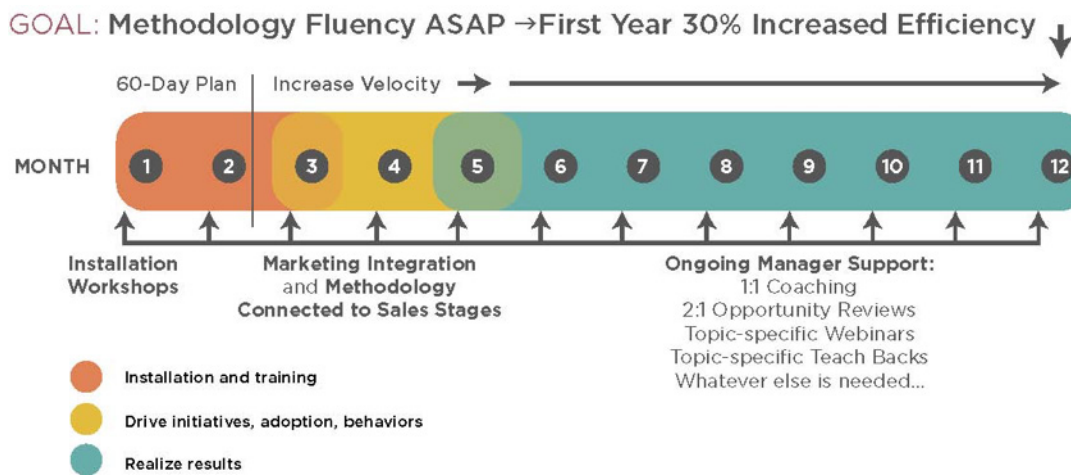 GOAL: Methodology Fluency ASAP →First Year 30% Increased Efficiency
60-Day Plan
Increase Velocity
MONTH
1 2 3 4 5 6 7 8 9 10 11 12
Installation
Workshops
Marketing Integration
and Methodology
Connected to Sales Stages
Ongoing Manager Support:
1:1 Coaching
2:1 Opportunity Reviews
Topic-specific Webinars
Topic-specific Teach Backs
Whatever else is needed...
Installation and training
Drive initiatives, adoption, behaviors
Realize results